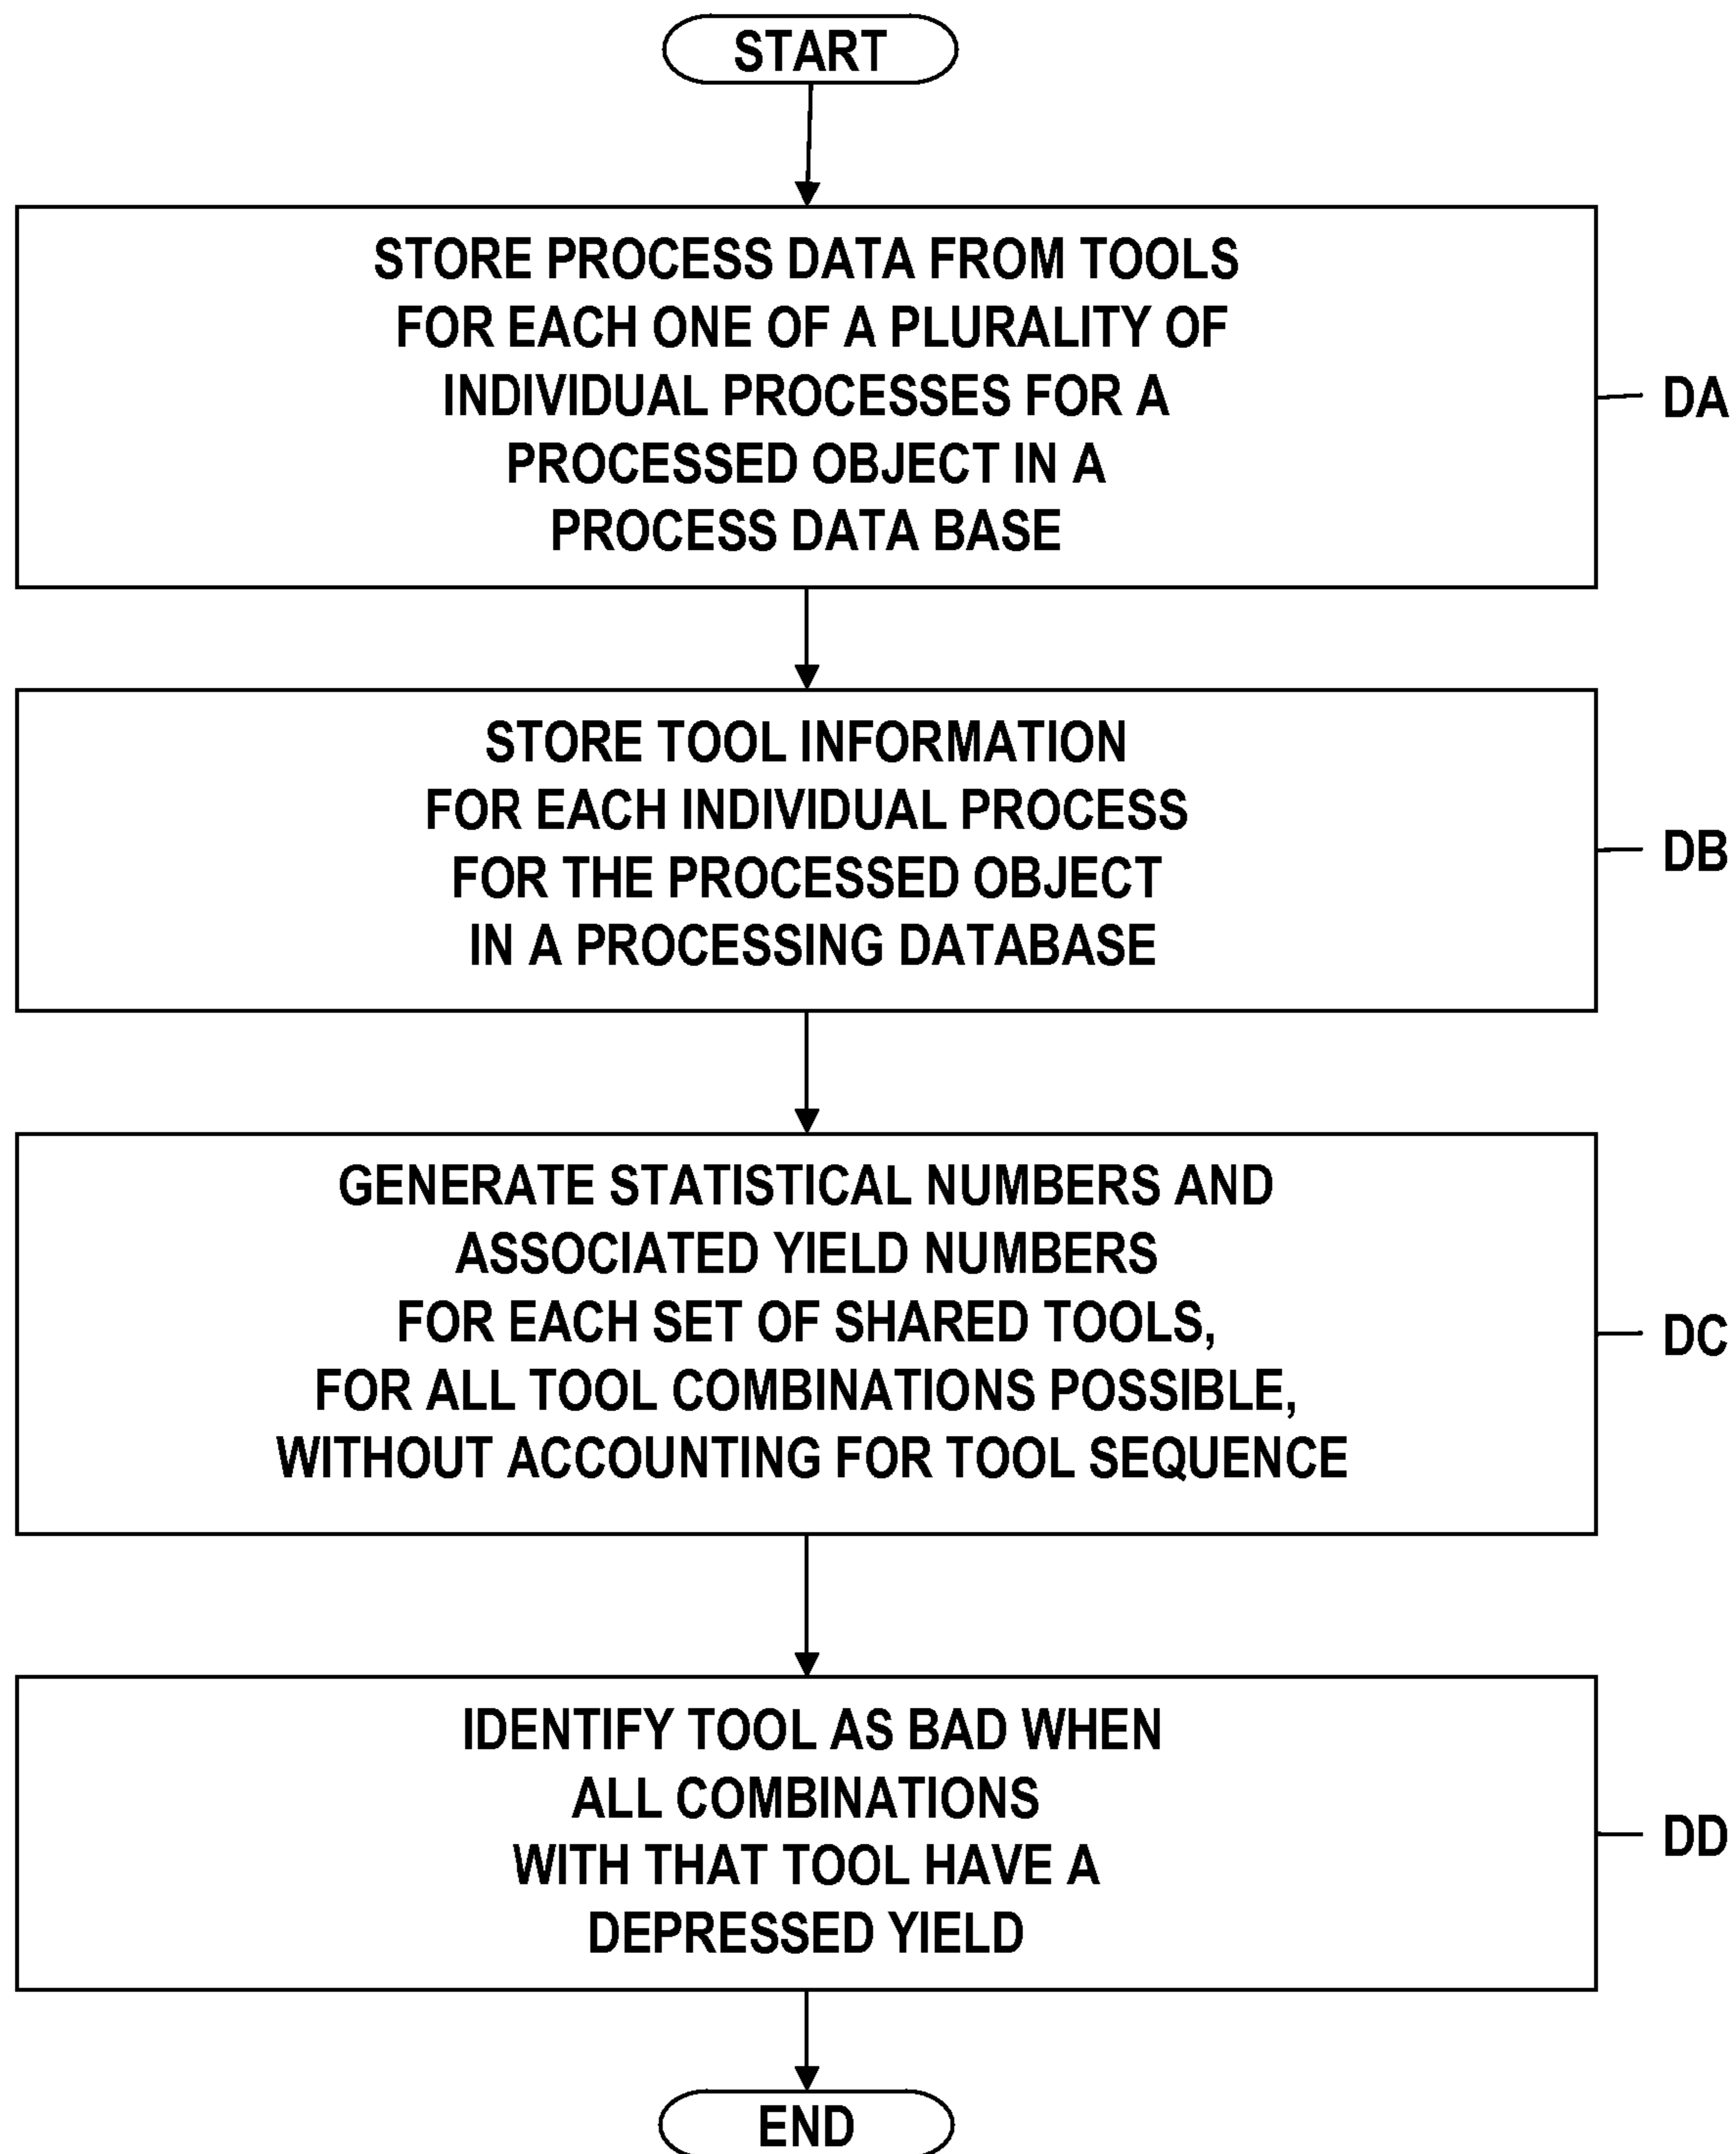 START
STORE PROCESS DATA FROM TOOLS
FOR EACH ONE OF A PLURALITY OF
INDIVIDUAL PROCESSES FOR A
PROCESSED OBJECT IN A
PROCESS DATA BASE
DA
STORE TOOL INFORMATION
FOR EACH INDIVIDUAL PROCESS
FOR THE PROCESSED OBJECT
IN A PROCESSING DATABASE
DB
GENERATE STATISTICAL NUMBERS AND
ASSOCIATED YIELD NUMBERS
FOR EACH SET OF SHARED TOOLS,
FOR ALL TOOL COMBINATIONS POSSIBLE,
WITHOUT ACCOUNTING FOR TOOL SEQUENCE
DC
IDENTIFY TOOL AS BAD WHEN
ALL COMBINATIONS
WITH THAT TOOL HAVE A
DEPRESSED YIELD
DD
END